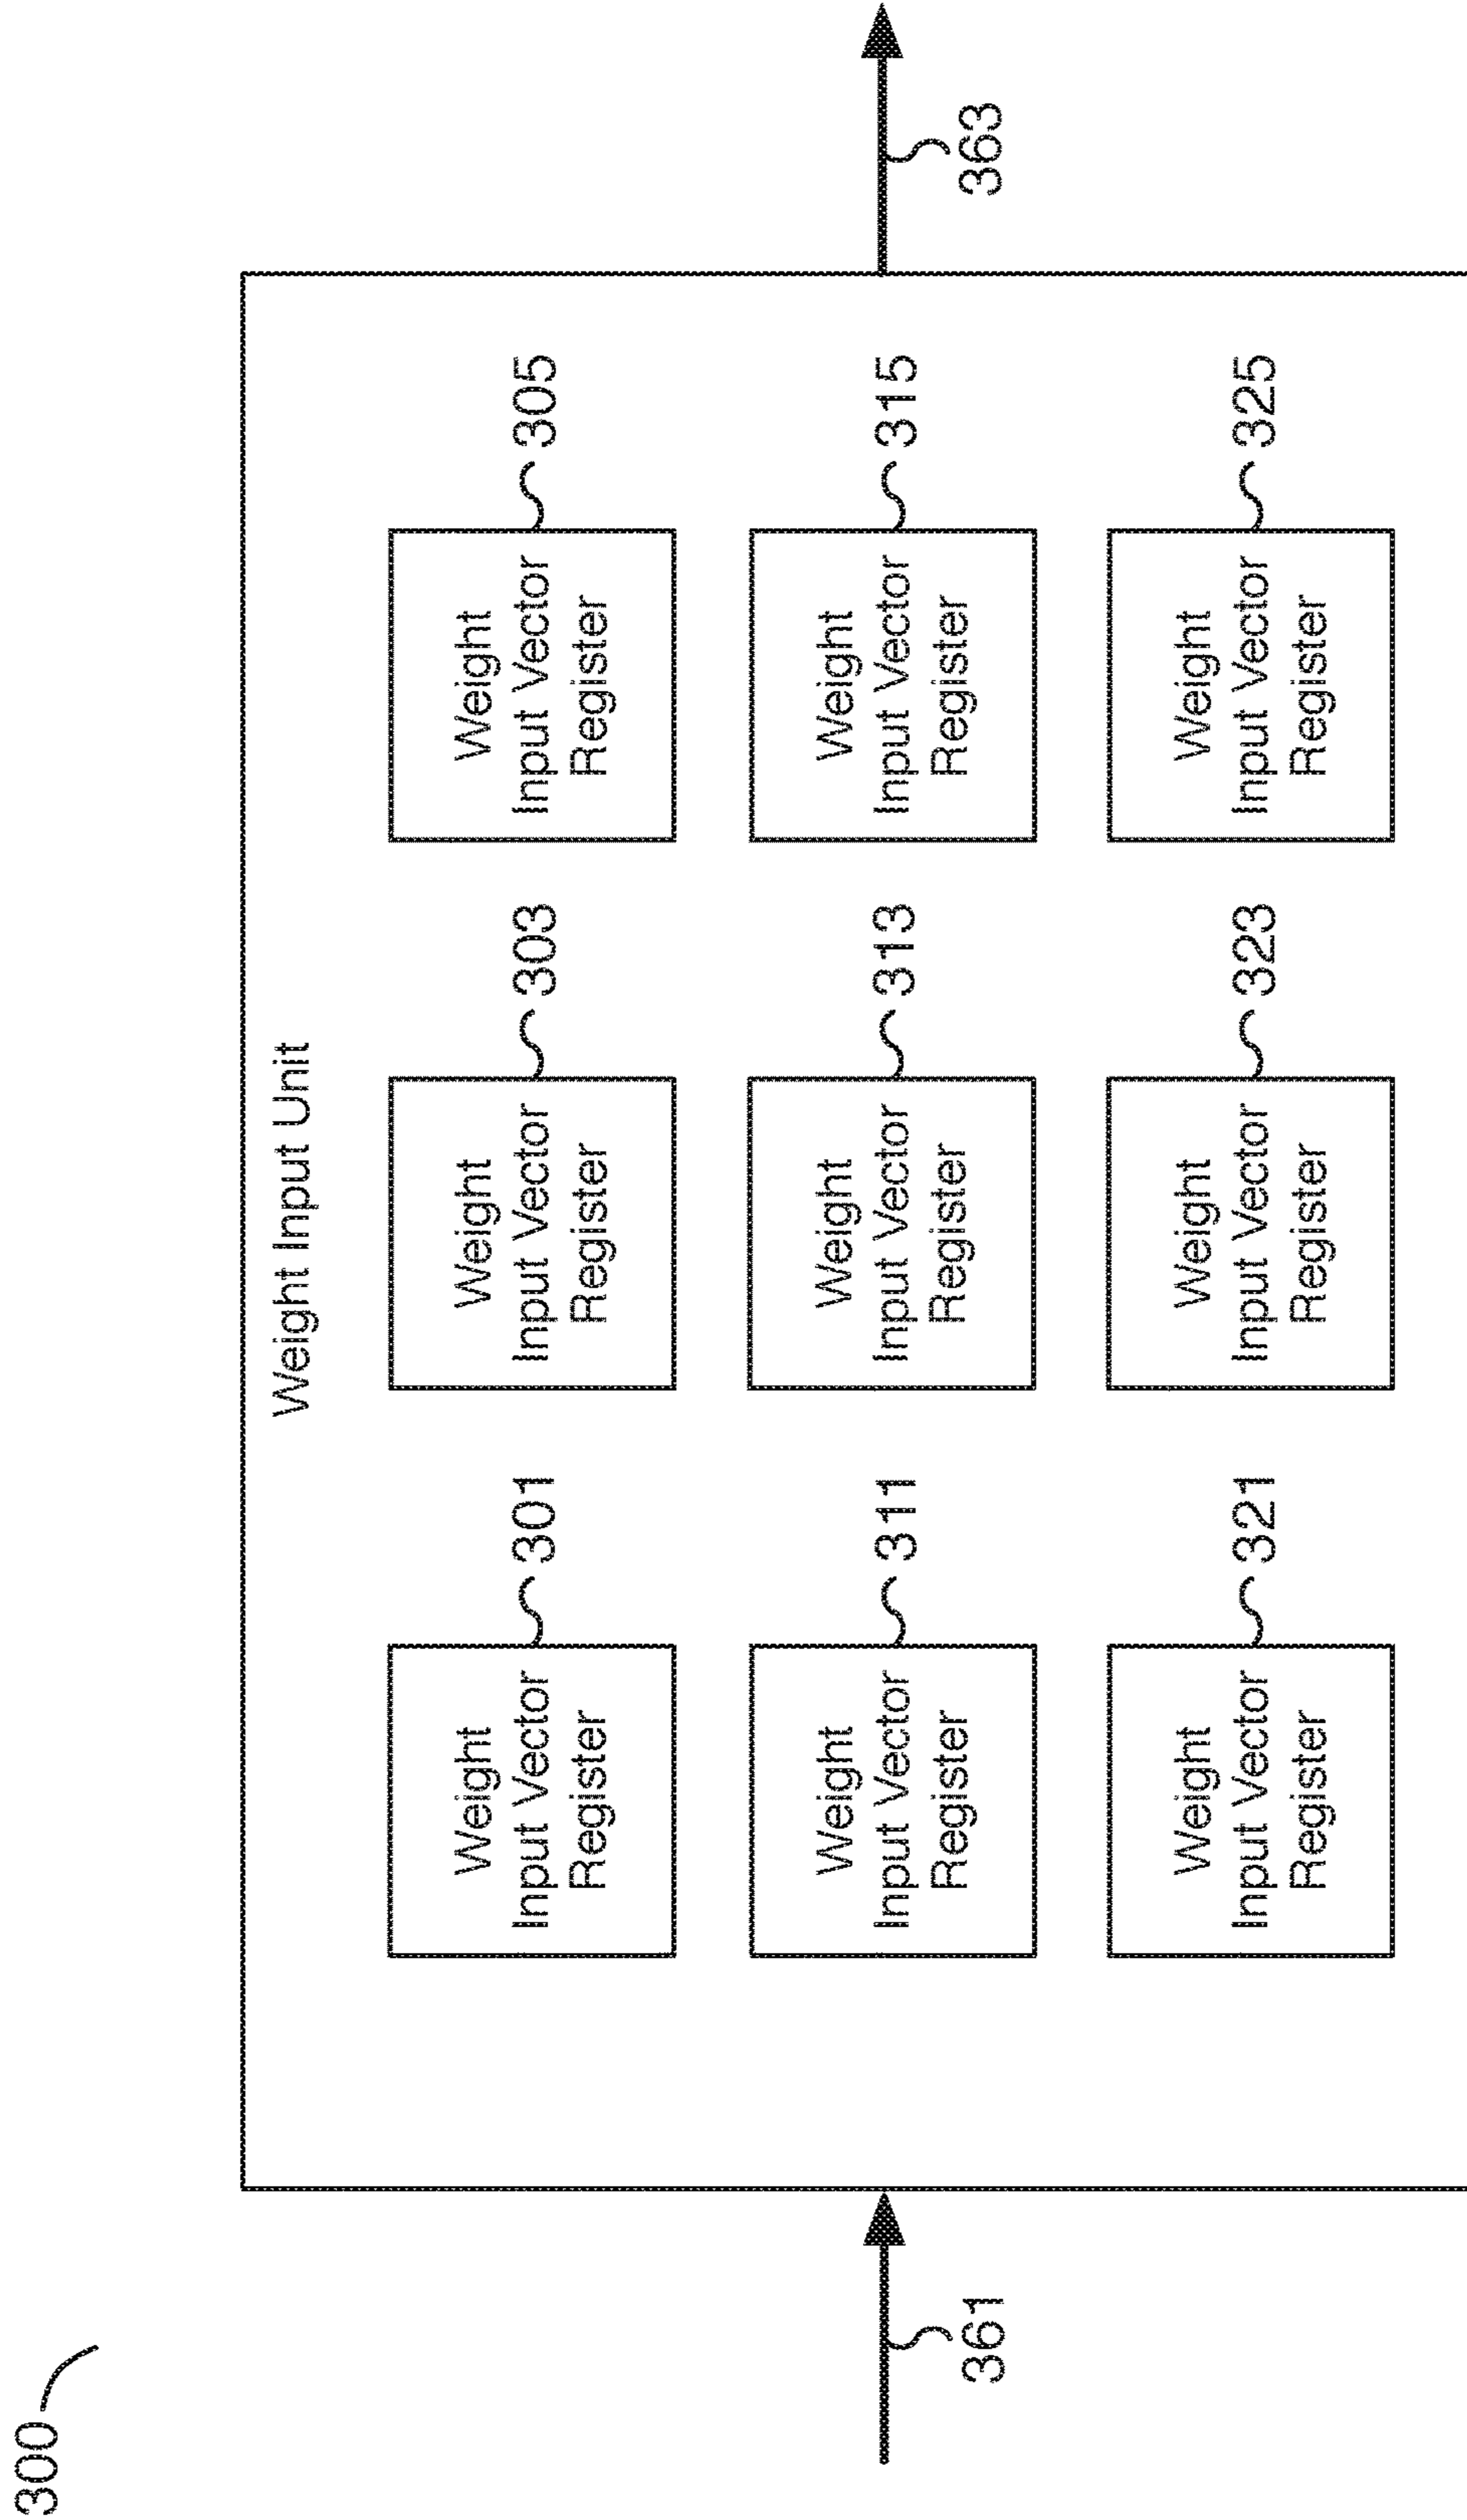 300
Weight Input Unit
Weight
Input Vector
Register
301
Weight
Input Vector
Register
303
Weight
Input Vector
Register
305
361
363
Weight
Input Vector
Register
311
Weight
Input Vector
Register
313
Weight
Input Vector
Register
315
Weight
Input Vector
Register
321
Weight
Input Vector
Register
323
Weight
Input Vector
Register
325